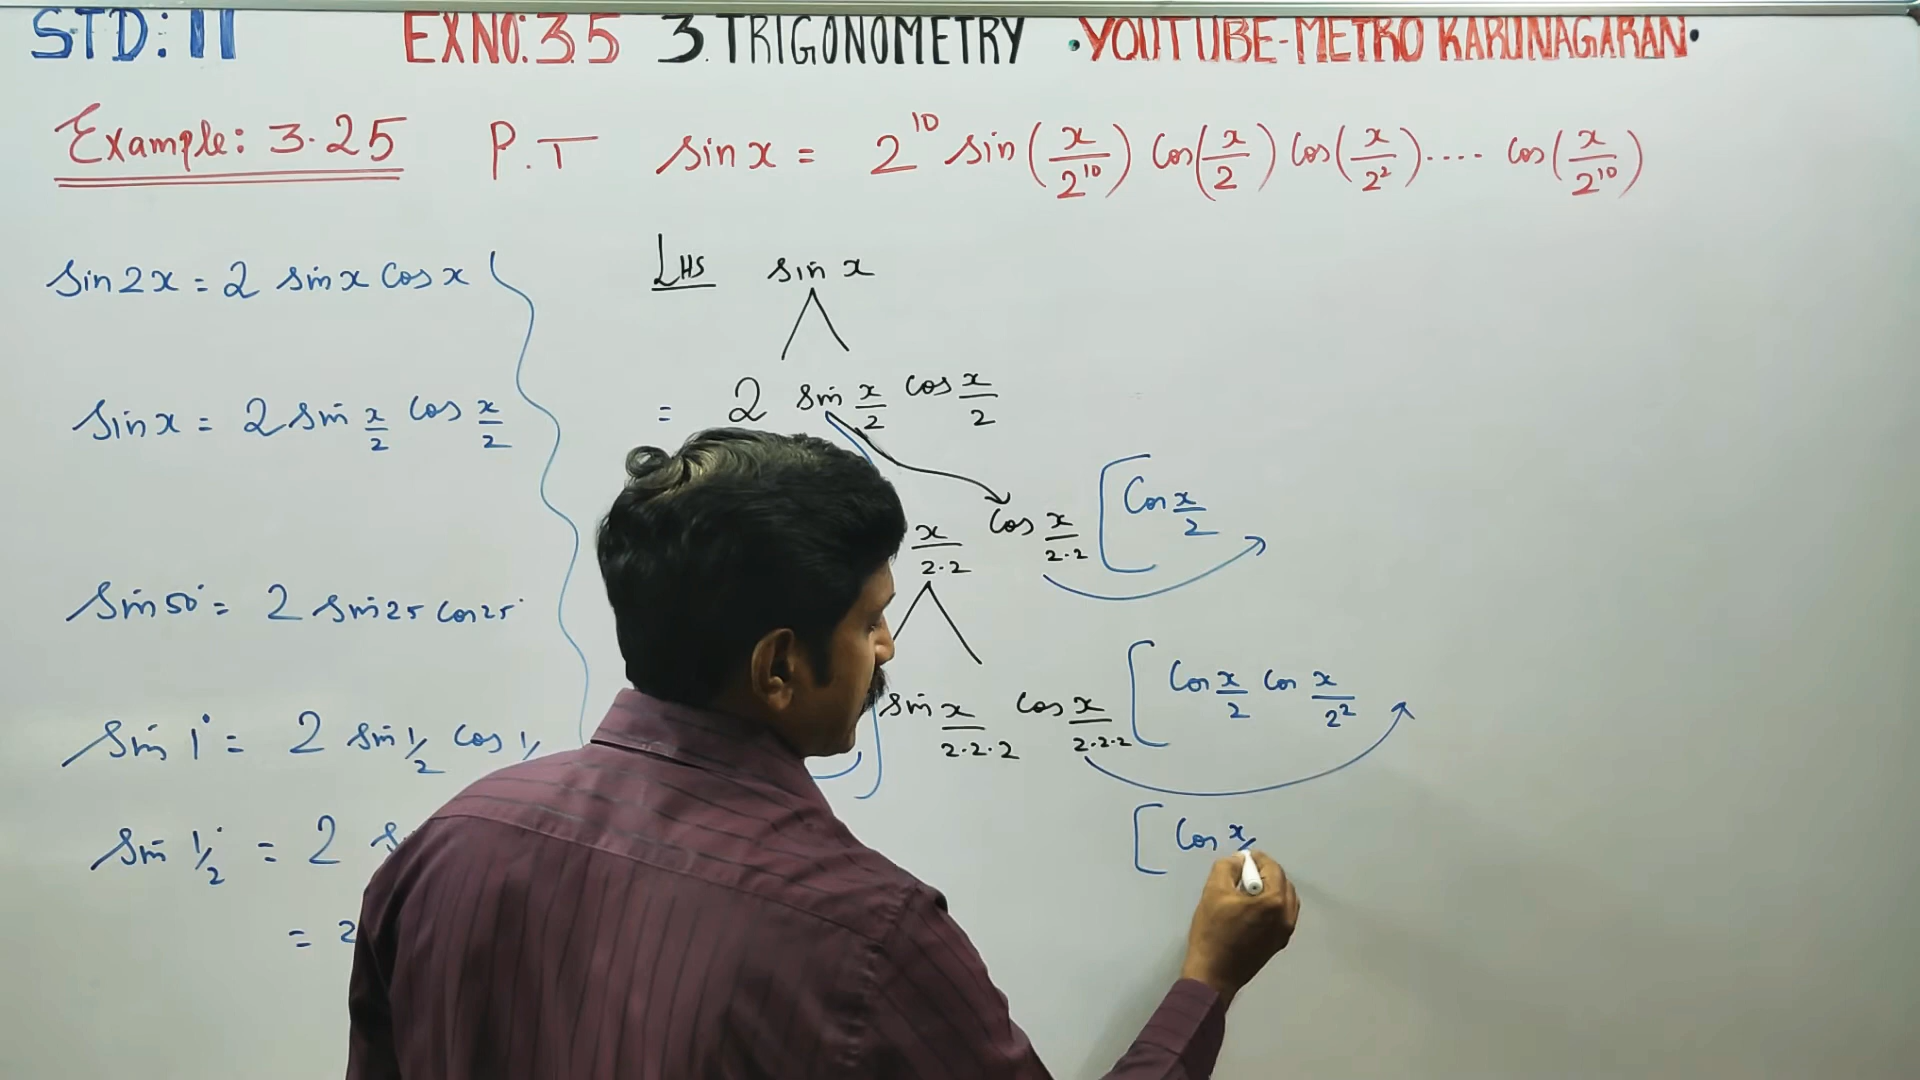 STD: 11 EXNO: 3.5 3. TRIGONOMETRY •YOUTUBE-METRO KARUNAGARAN•
Example: 3.25 P.T sin x = 2^10 sin(x/2^10) cos(x/2) cos(x/2^2).... cos(x/2^10)
sin2x = 2 sin x cos x
sin x = 2 sin x/2 cos x/2
sin 50° = 2 sin 25 cos 25°
sin 1° = 2 sin 1/2 cos 1/
sin 1/2° = 2
= 2
LHS sin x
= 2 sin x/2 cos x/2
x/2.2 cos x/2.2 [cos x/2
sin x/2.2.2 cos x/2.2.2 [cos x/2 cos x/2^2
[cos x/